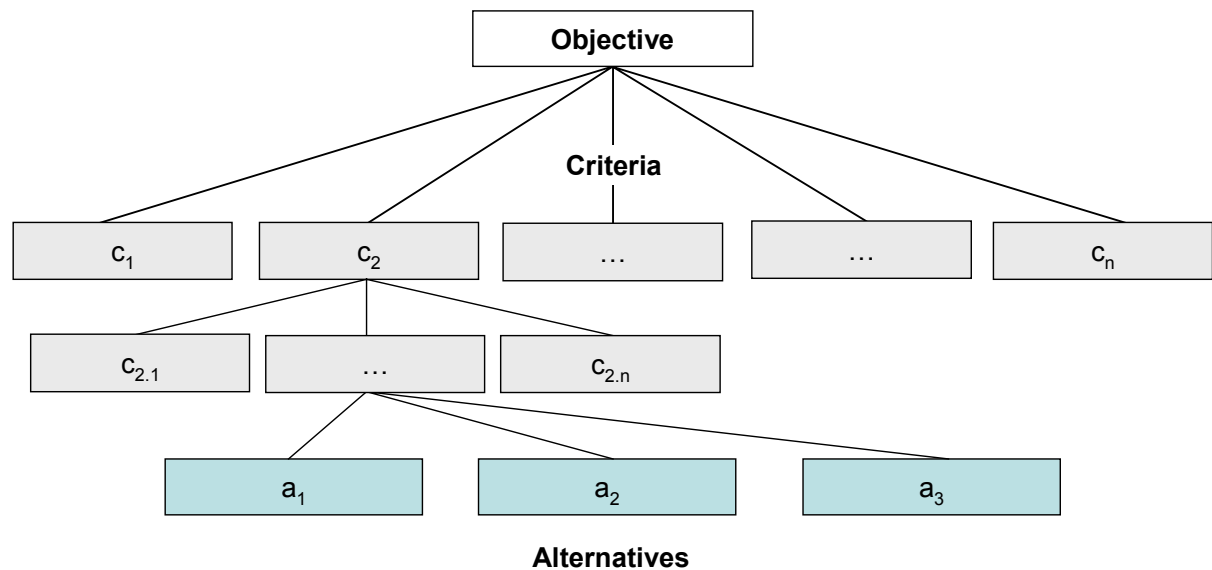 Objective
Criteria
c₁
c₂
…
…
cₙ
c₂.₁
…
c₂.ₙ
a₁
a₂
a₃
Alternatives